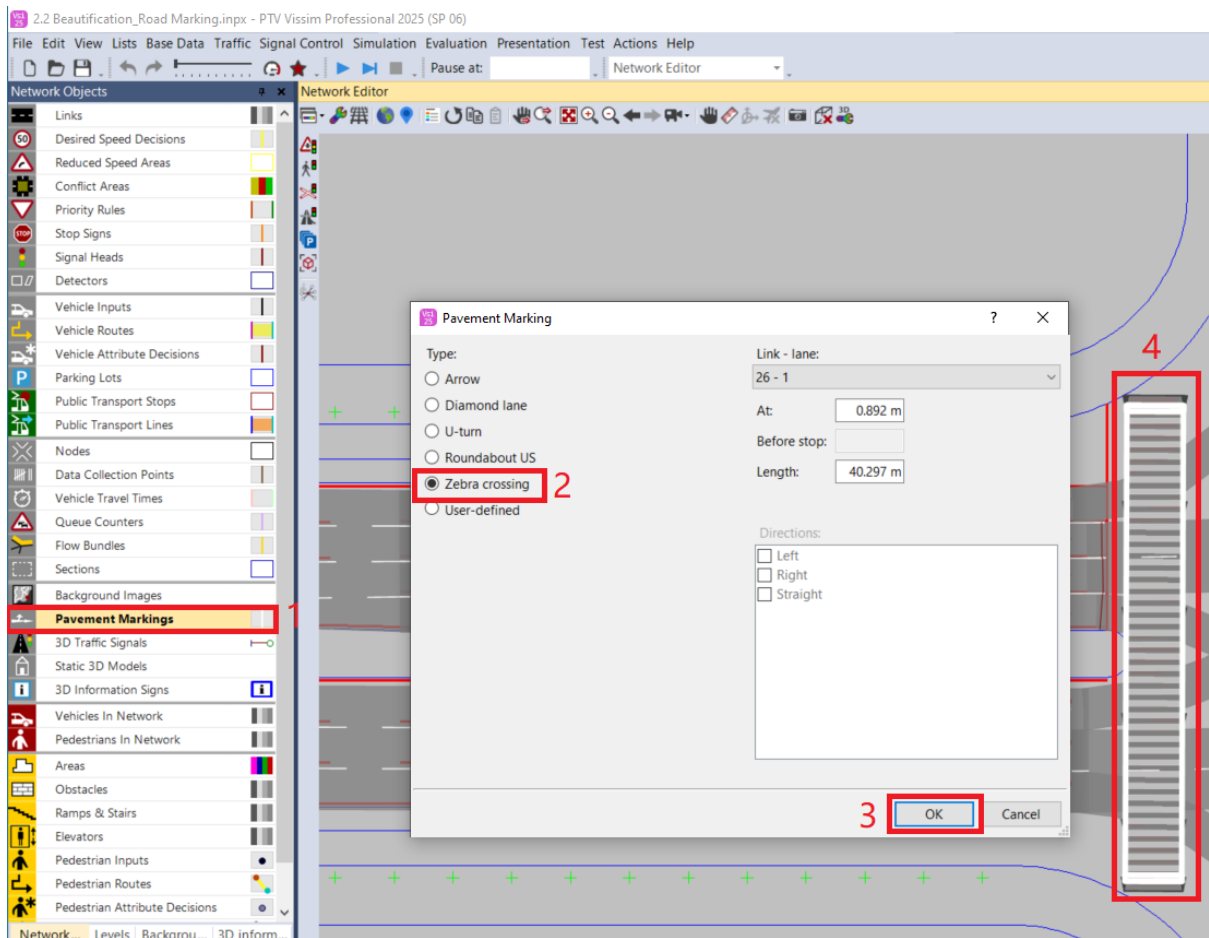 2.2 Beautification_Road Marking.inpx - PTV Vissim Professional 2025 (SP 06)
File Edit View Lists Base Data Traffic Signal Control Simulation Evaluation Presentation Test Actions Help
Pause at: Network Editor
Network Objects
Links
50 Desired Speed Decisions
Reduced Speed Areas
Conflict Areas
Priority Rules
STOP Stop Signs
Signal Heads
Detectors
Vehicle Inputs
Vehicle Routes
Vehicle Attribute Decisions
P Parking Lots
Public Transport Stops
Public Transport Lines
Nodes
Data Collection Points
Vehicle Travel Times
Queue Counters
Flow Bundles
Sections
Background Images
Pavement Markings 1
3D Traffic Signals
Static 3D Models
i 3D Information Signs i
Vehicles In Network
Pedestrians In Network
Areas
Obstacles
Ramps & Stairs
Elevators
Pedestrian Inputs
Pedestrian Routes
Pedestrian Attribute Decisions
Network... Levels Backgrou... 3D inform...
Network Editor
3D
P
Pavement Marking ? X
Type:
Arrow
Diamond lane
U-turn
Roundabout US
Zebra crossing 2
User-defined
Link - lane:
26 - 1
At: 0.892 m
Before stop:
Length: 40.297 m
Directions:
Left
Right
Straight
3 OK Cancel
4